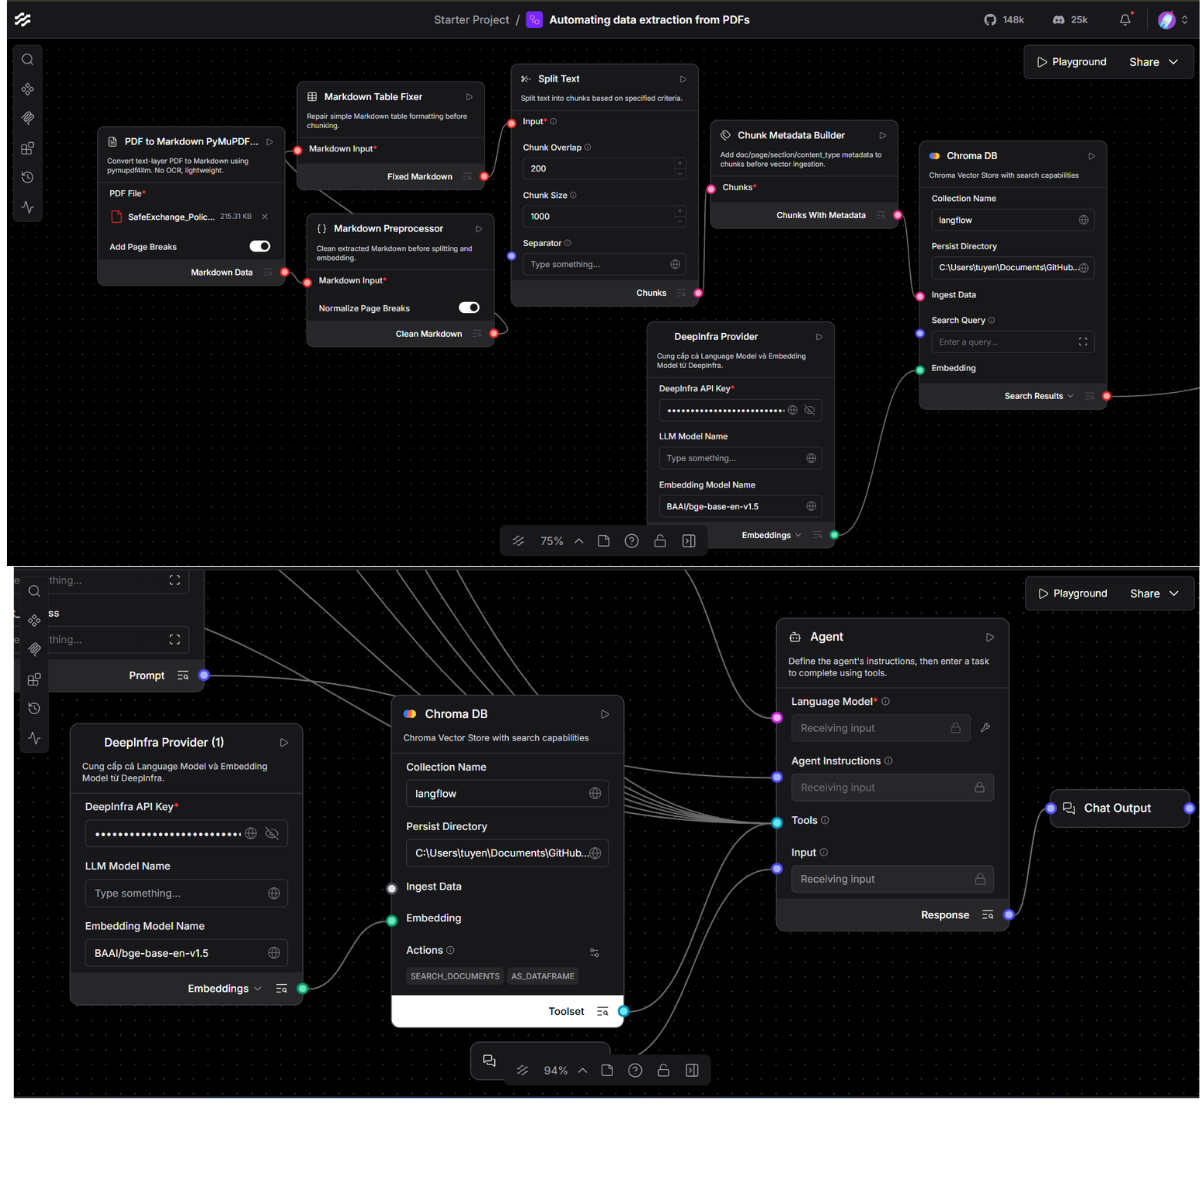 Starter Project / Automating data extraction from PDFs
148k
25k
Playground
Share
PDF to Markdown PyMuPDF...
Convert text-layer PDF to Markdown using
pymupdf4llm. No OCR, lightweight.
PDF File*
SafeExchange_Polic... 215.31 KB
Add Page Breaks
Markdown Data
Markdown Table Fixer
Repair simple Markdown table formatting before
chunking.
Markdown Input*
Fixed Markdown
Markdown Preprocessor
Clean extracted Markdown before splitting and
embedding.
Markdown Input*
Normalize Page Breaks
Clean Markdown
Split Text
Split text into chunks based on specified criteria.
Input*
Chunk Overlap
200
Chunk Size
1000
Separator
Type something...
Chunks
Chunk Metadata Builder
Add doc/page/section/content_type metadata to
chunks before vector ingestion.
Chunks*
Chunks With Metadata
Chroma DB
Chroma Vector Store with search capabilities
Collection Name
langflow
Persist Directory
C:\Users\tuyen\Documents\GitHub...
Ingest Data
Search Query
Enter a query...
Embedding
Search Results
DeepInfra Provider
Cung cấp cả Language Model và Embedding
Model từ DeepInfra.
DeepInfra API Key*
LLM Model Name
Type something...
Embedding Model Name
BAAI/bge-base-en-v1.5
Embeddings
75%
Playground
Share
thing...
ss
thing...
Prompt
DeepInfra Provider (1)
Cung cấp cả Language Model và Embedding
Model từ DeepInfra.
DeepInfra API Key*
LLM Model Name
Type something...
Embedding Model Name
BAAI/bge-base-en-v1.5
Embeddings
Chroma DB
Chroma Vector Store with search capabilities
Collection Name
langflow
Persist Directory
C:\Users\tuyen\Documents\GitHub...
Ingest Data
Embedding
Actions
SEARCH_DOCUMENTS AS_DATAFRAME
Toolset
Agent
Define the agent's instructions, then enter a task
to complete using tools.
Language Model*
Receiving input
Agent Instructions
Receiving input
Tools
Input
Receiving input
Response
Chat Output
94%